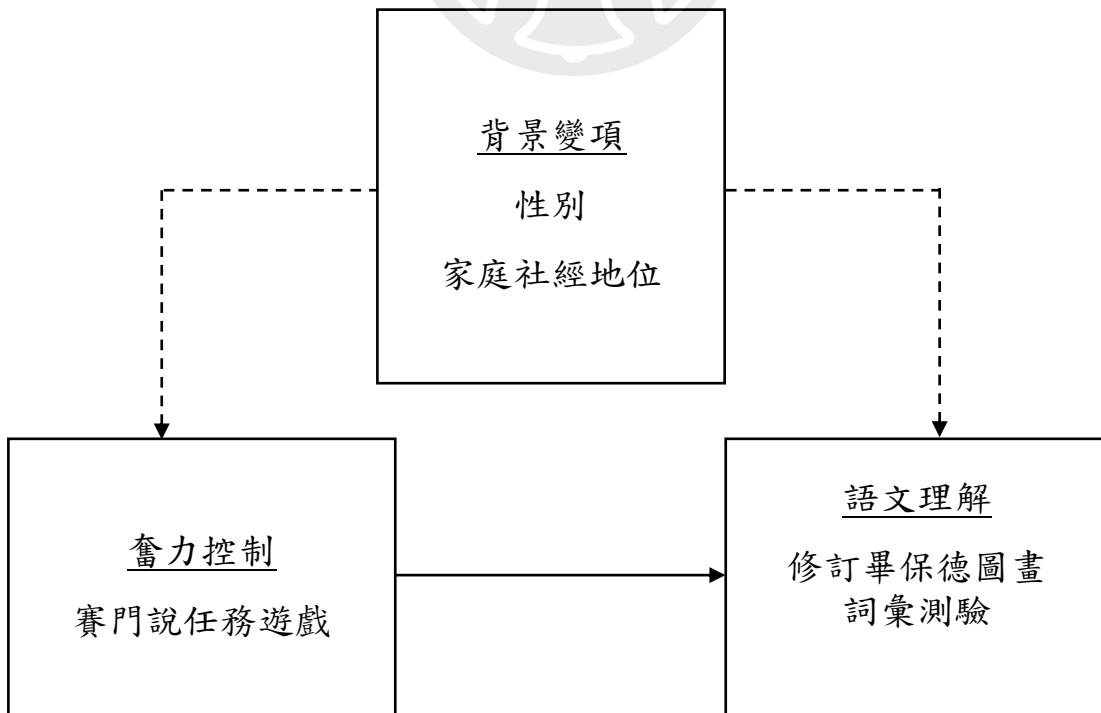 背景變項
性別
家庭社經地位
奮力控制
賽門說任務遊戲
語文理解
修訂畢保德圖畫
詞彙測驗